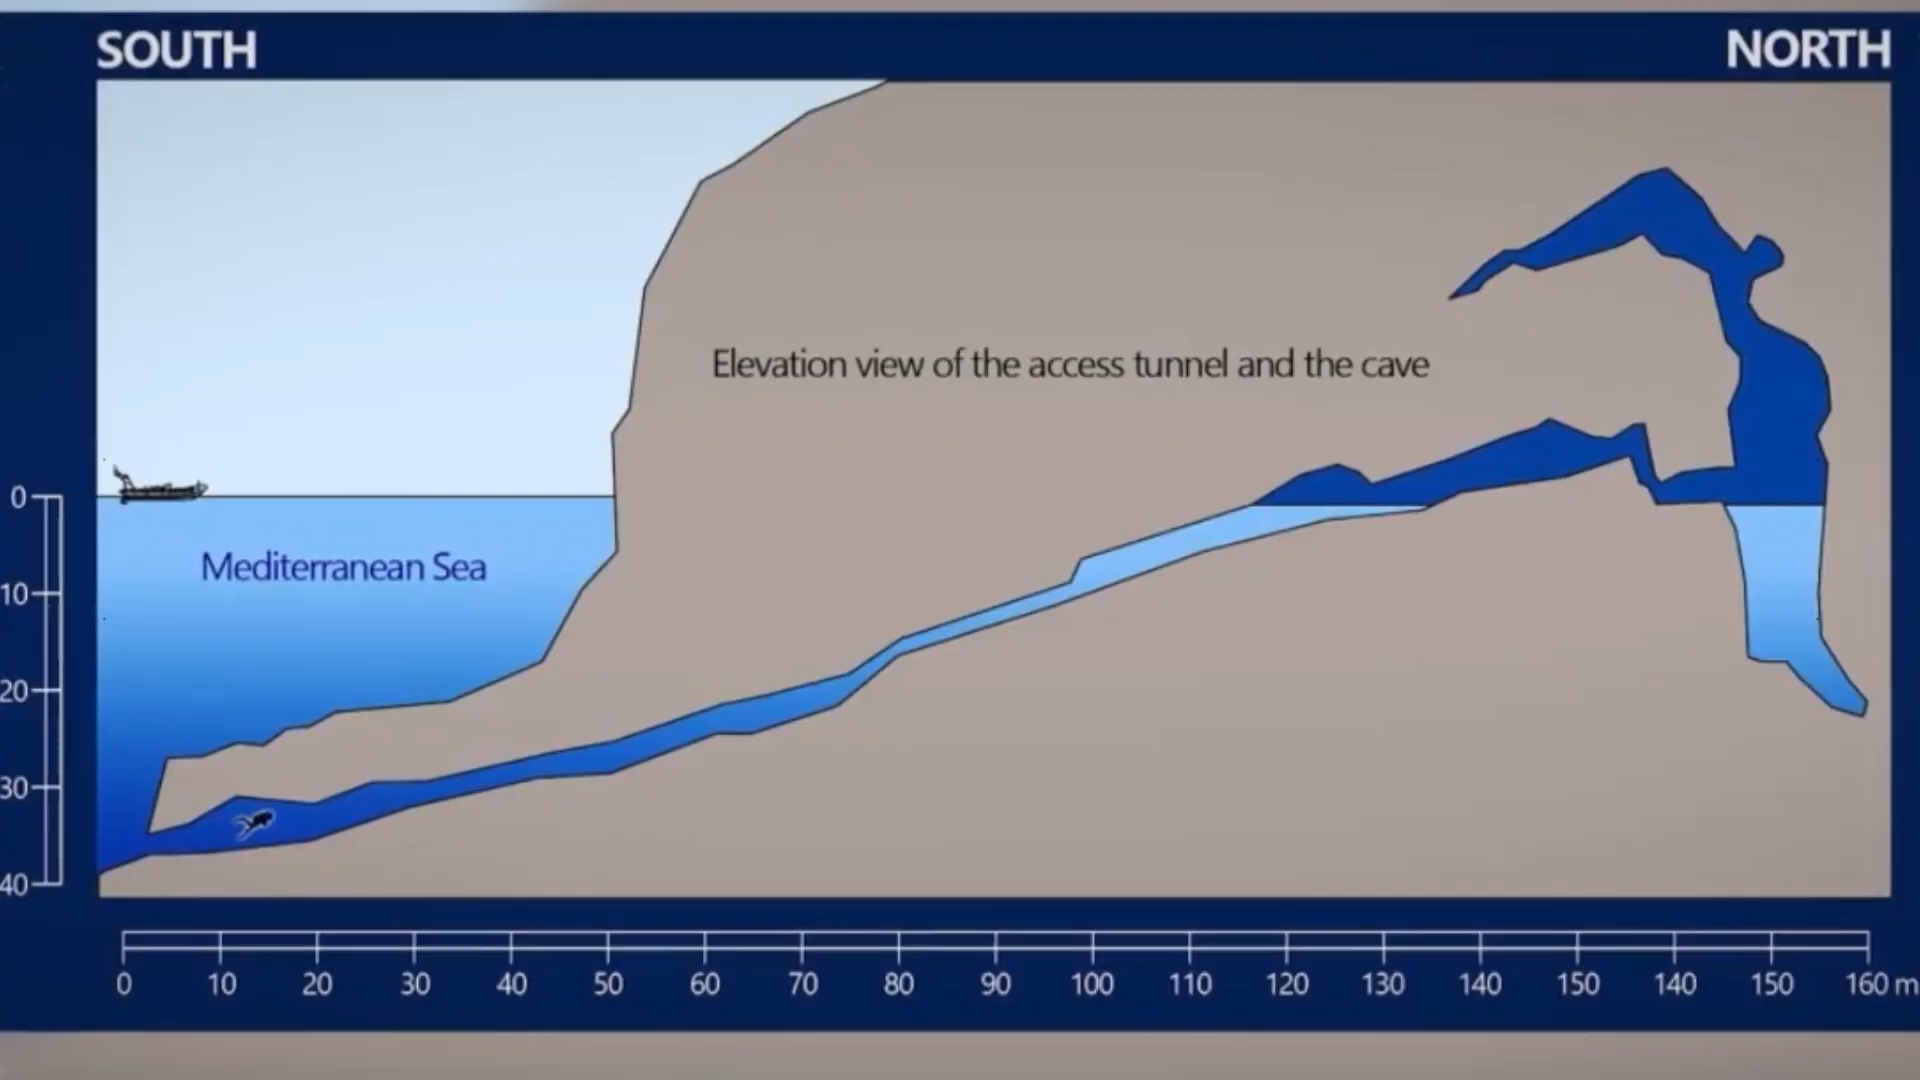 SOUTH
NORTH
Elevation view of the access tunnel and the cave
Mediterranean Sea
0
10
20
30
40
0 10 20 30 40 50 60 70 80 90 100 110 120 130 140 150 140 150 160 m